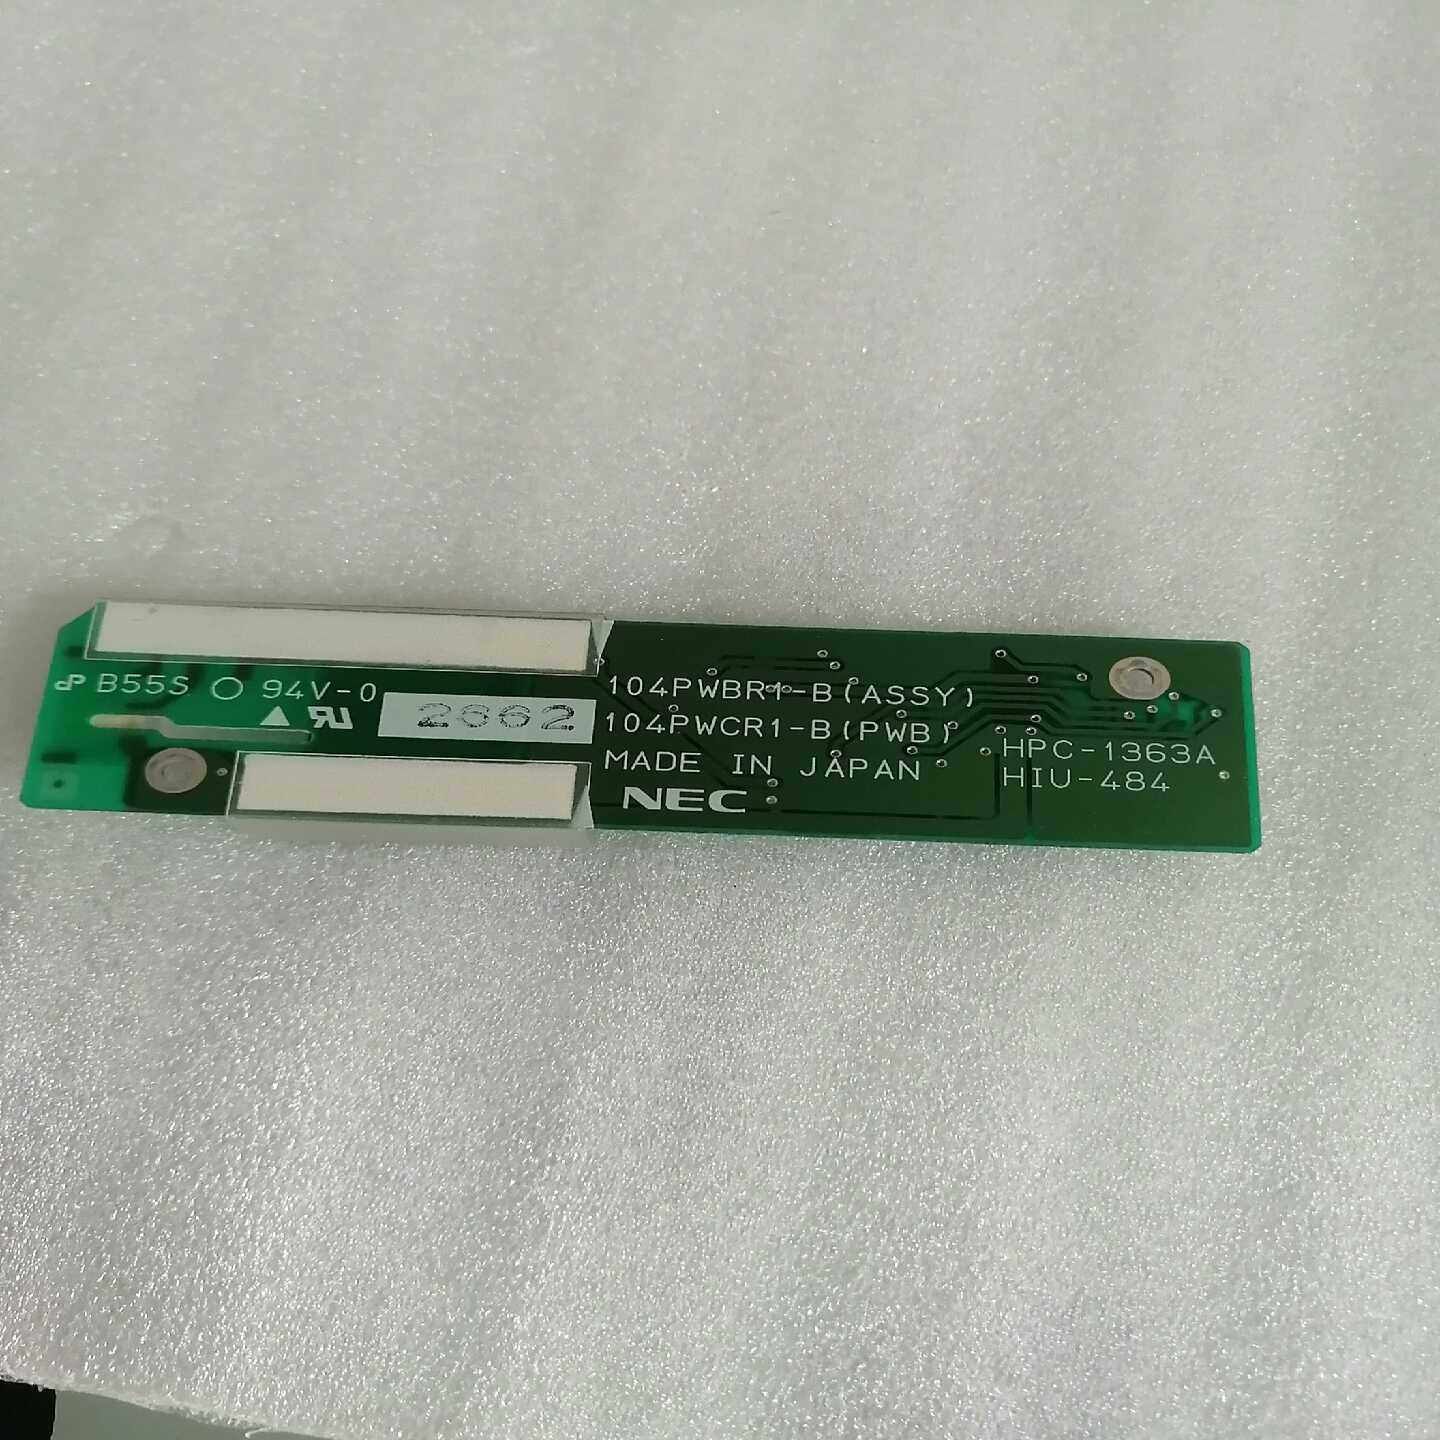 B55S 94V-0
2662
104PWBR1-B(ASSY)
104PWCR1-B(PWB)
MADE IN JAPAN
NEC
HPC-1363A
HIU-484